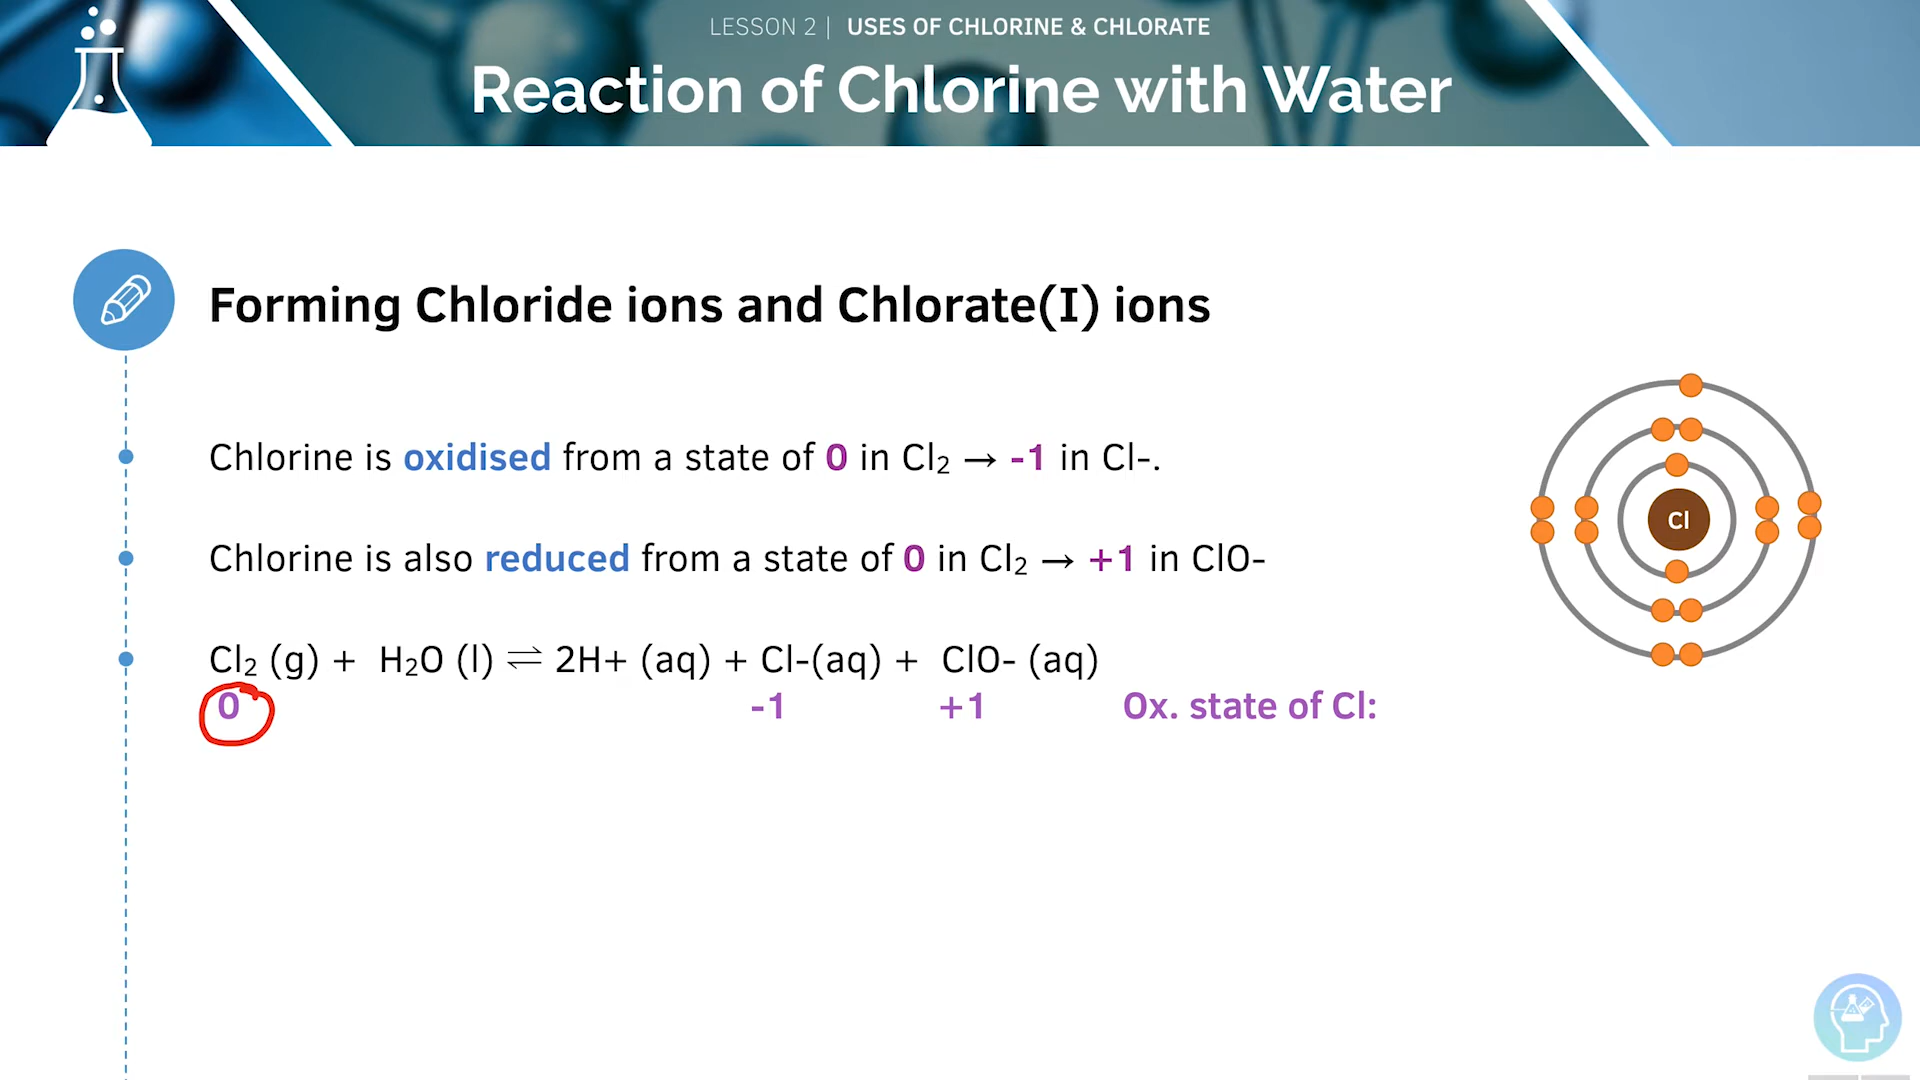 LESSON 2 | USES OF CHLORINE & CHLORATE
Reaction of Chlorine with Water
Forming Chloride ions and Chlorate(I) ions
Chlorine is oxidised from a state of 0 in Cl₂ → -1 in Cl-.
Chlorine is also reduced from a state of 0 in Cl₂ → +1 in ClO-
Cl₂ (g) + H₂O (l) ⇌ 2H+ (aq) + Cl-(aq) + ClO- (aq)
0 -1 +1 Ox. state of Cl:
Cl